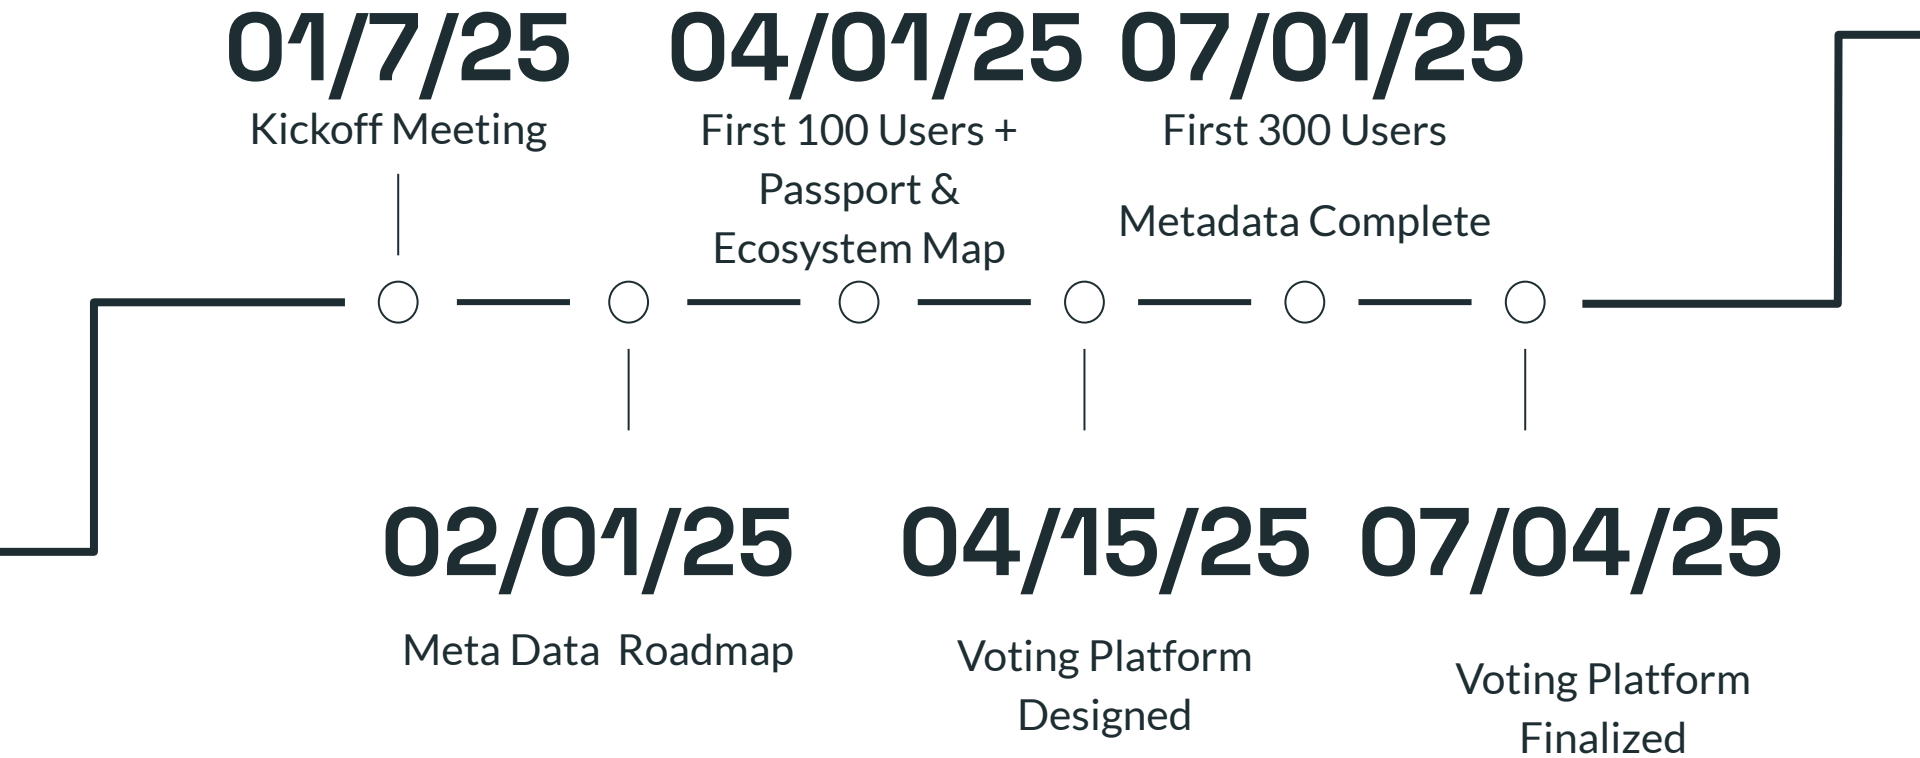 01/7/25
Kickoff Meeting
04/01/25
First 100 Users +
Passport &
Ecosystem Map
07/01/25
First 300 Users
Metadata Complete
02/01/25
Meta Data  Roadmap
04/15/25
Voting Platform
Designed
07/04/25
Voting Platform
Finalized